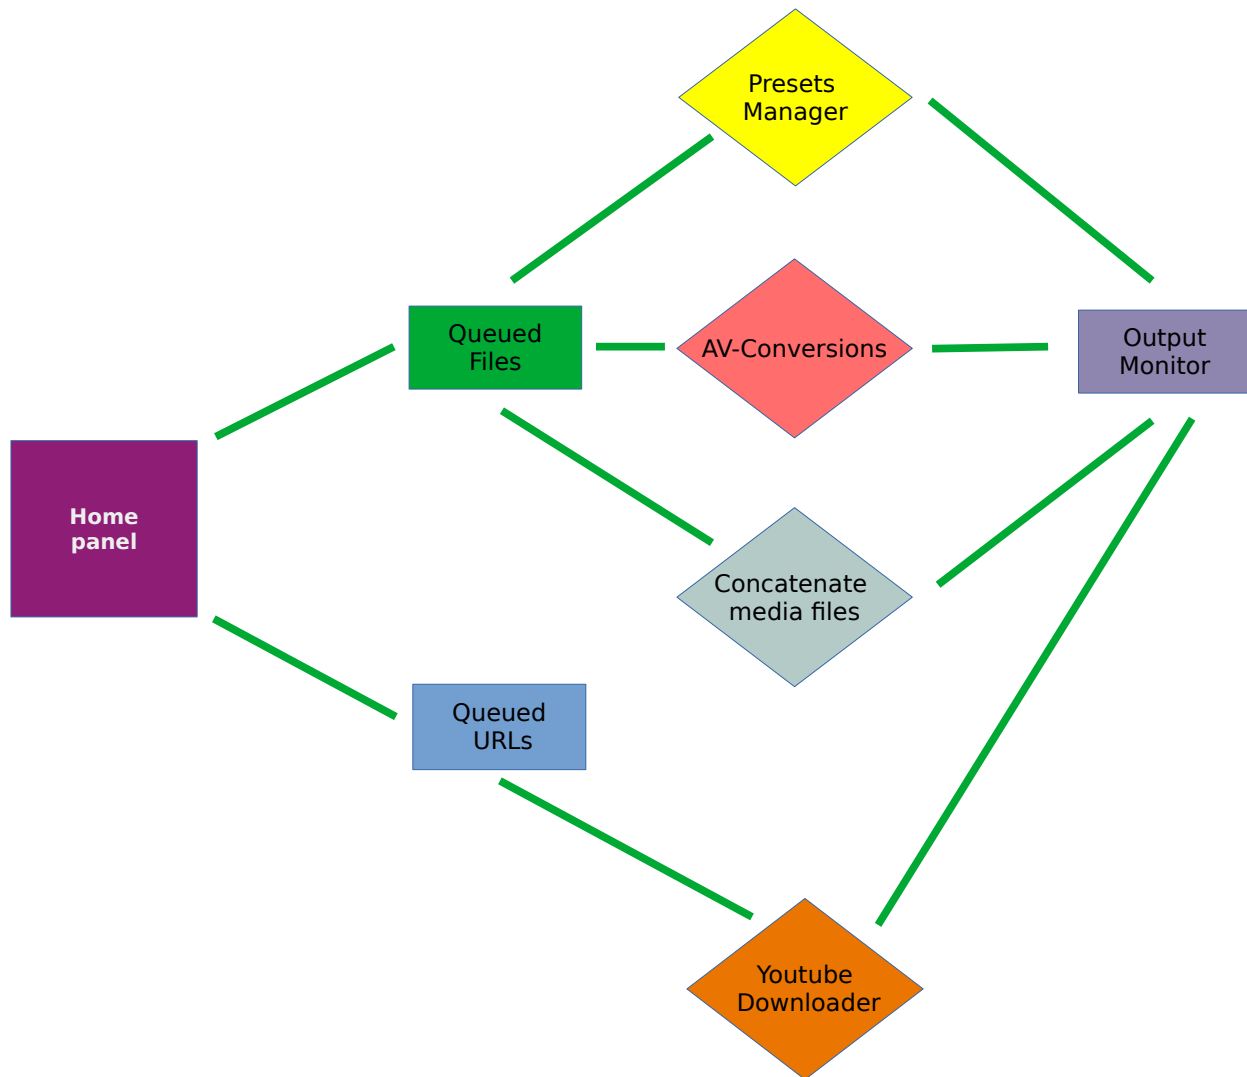 Presets
Manager
Queued
Files
AV-Conversions
Output
Monitor
Home
panel
Concatenate
media files
Queued
URLs
Youtube
Downloader